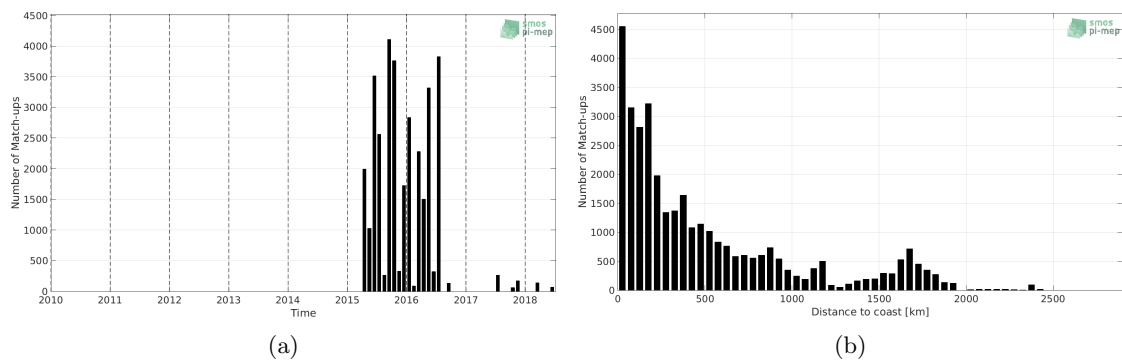 smos
pi-mep
Number of Match-ups
4500
4000
3500
3000
2500
2000
1500
1000
500
0
2010 2011 2012 2013 2014 2015 2016 2017 2018
Time
(a)
smos
pi-mep
Number of Match-ups
4500
4000
3500
3000
2500
2000
1500
1000
500
0
0 500 1000 1500 2000 2500
Distance to coast [km]
(b)